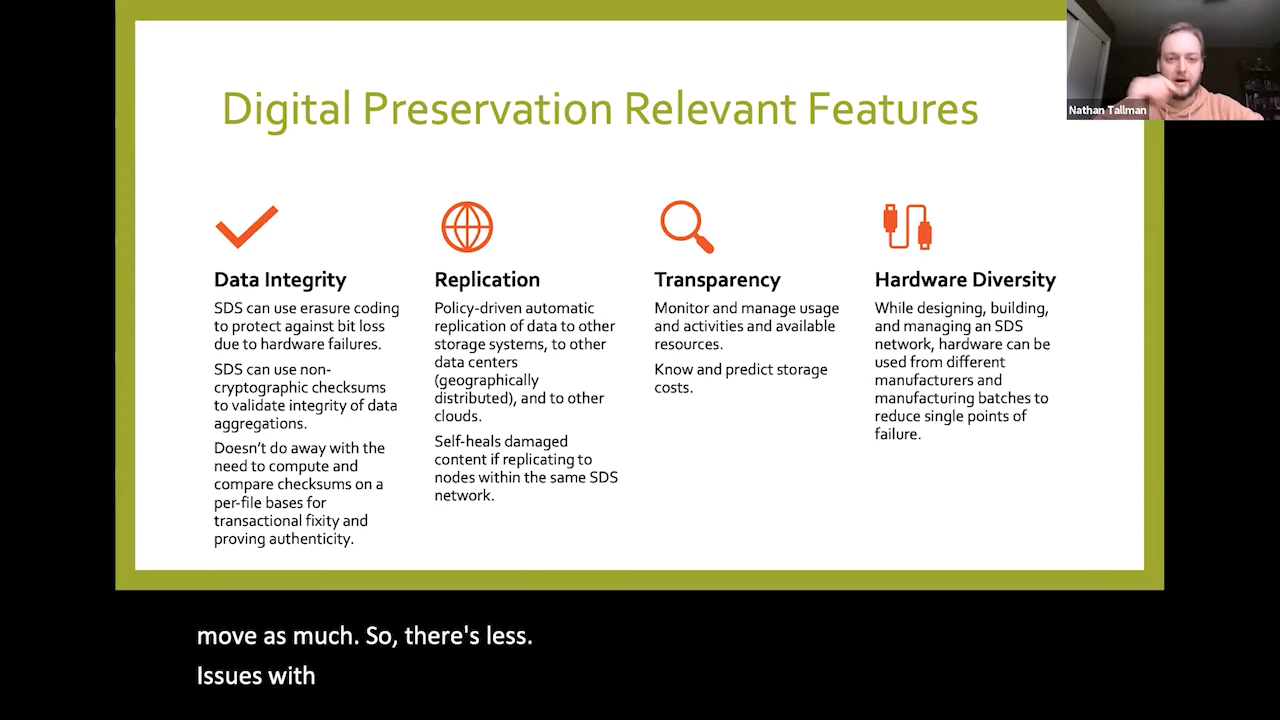 Digital Preservation Relevant Features
Nathan Tallman
Data Integrity
SDS can use erasure coding
to protect against bit loss
due to hardware failures.
SDS can use non-
cryptographic checksums
to validate integrity of data
aggregations.
Doesn't do away with the
need to compute and
compare checksums on a
per-file bases for
transactional fixity and
proving authenticity.
Replication
Policy-driven automatic
replication of data to other
storage systems, to other
data centers
(geographically
distributed), and to other
clouds.
Self-heals damaged
content if replicating to
nodes within the same SDS
network.
Transparency
Monitor and manage usage
and activities and available
resources.
Know and predict storage
costs.
Hardware Diversity
While designing, building,
and managing an SDS
network, hardware can be
used from different
manufacturers and
manufacturing batches to
reduce single points of
failure.
move as much. So, there's less.
Issues with